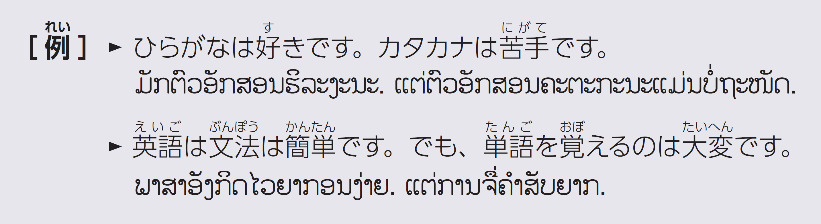 れい す にがて
[例] ► ひらがなは好きです。カタカナは苦手です。
ມັກຕົວອັກສອນຮິລະງະນະ. ແຕ່ຕົວອັກສອນຄະຕະກະນະແມ່ນບໍ່ຖະໜັດ.
えいご ぶんぽう かんたん たんご おぼ たいへん
► 英語は文法は簡単です。でも、単語を覚えるのは大変です。
ພາສາອັງກິດໄວຍາກອນງ່າຍ. ແຕ່ການຈື່ຄຳສັບຍາກ.